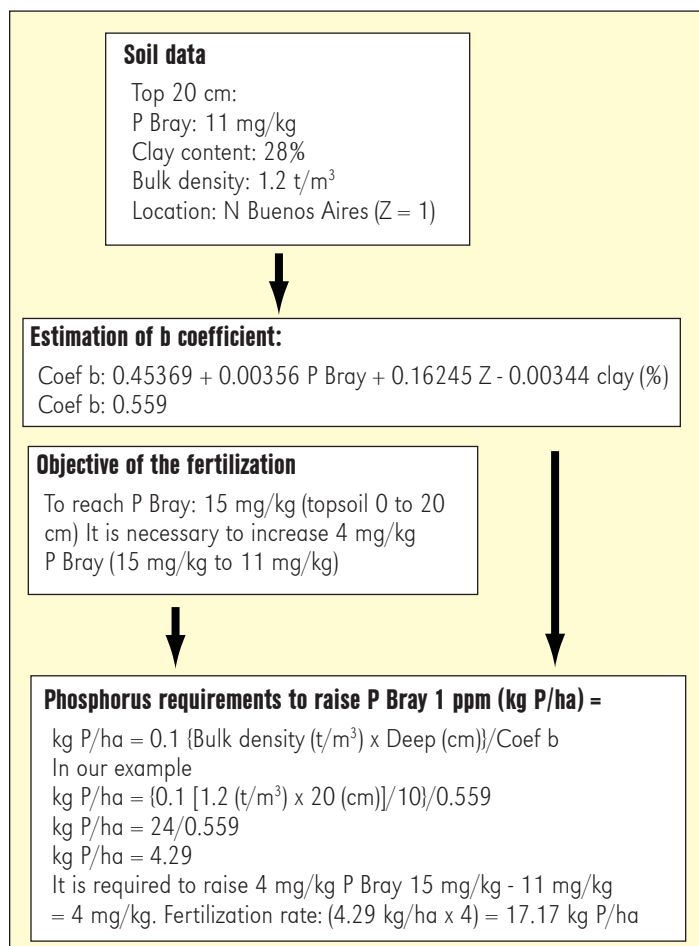 Soil data
Top 20 cm:
P Bray: 11 mg/kg
Clay content: 28%
Bulk density: 1.2 t/m³
Location: N Buenos Aires (Z = 1)
Estimation of b coefficient:
Coef b: 0.45369 + 0.00356 P Bray + 0.16245 Z - 0.00344 clay (%)
Coef b: 0.559
Objective of the fertilization
To reach P Bray: 15 mg/kg (topsoil 0 to 20
cm) It is necessary to increase 4 mg/kg
P Bray (15 mg/kg to 11 mg/kg)
Phosphorus requirements to raise P Bray 1 ppm (kg P/ha) =
kg P/ha = 0.1 {Bulk density (t/m³) x Deep (cm)}/Coef b
In our example
kg P/ha = {0.1 [1.2 (t/m³) x 20 (cm)]/10}/0.559
kg P/ha = 24/0.559
kg P/ha = 4.29
It is required to raise 4 mg/kg P Bray 15 mg/kg - 11 mg/kg
= 4 mg/kg. Fertilization rate: (4.29 kg/ha x 4) = 17.17 kg P/ha